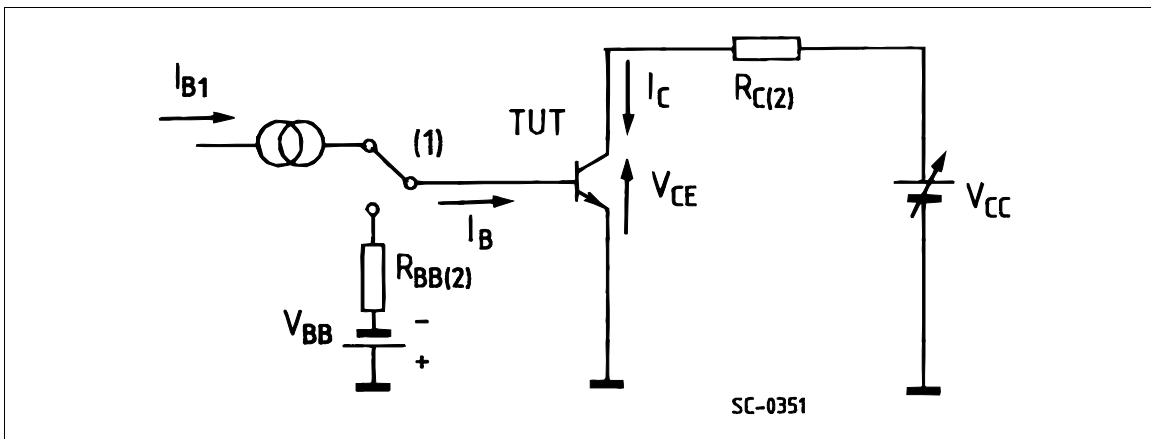 I_B1
(1)
TUT
I_C
R_C(2)
V_CE
V_CC
I_B
R_BB(2)
V_BB
-
+
SC-0351